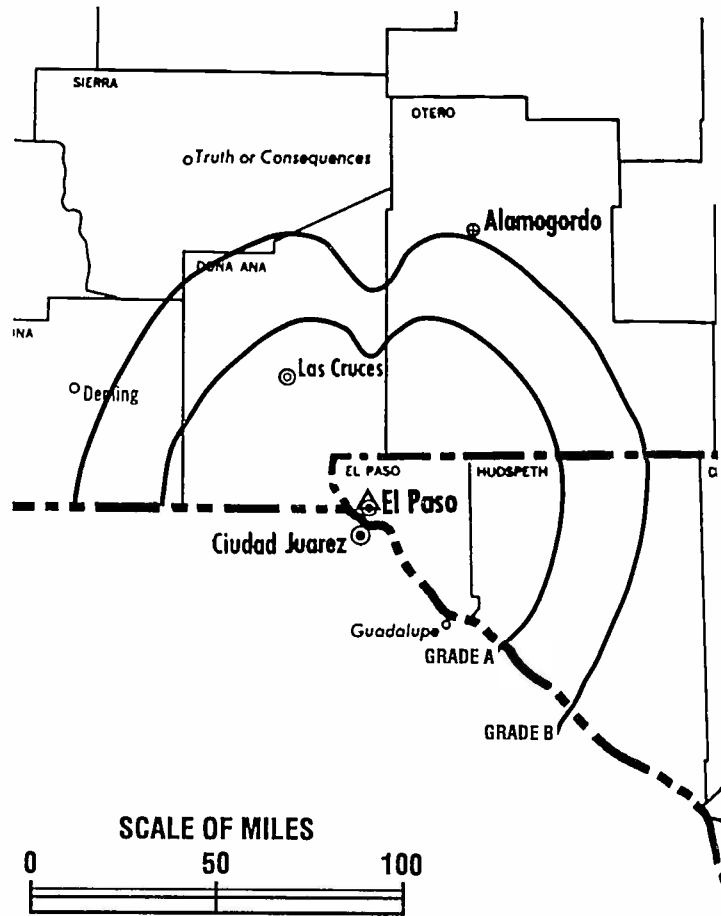 SIERRA
OTERO
Truth or Consequences
Alamogordo
DONA ANA
Las Cruces
Deming
EL PASO
HUDSPETH
El Paso
Ciudad Juarez
Guadalupe
GRADE A
GRADE B
SCALE OF MILES
0 50 100